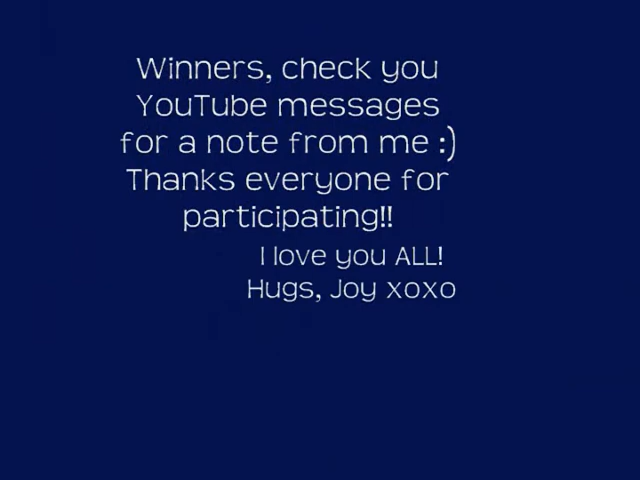 Winners, check you
YouTube messages
for a note from me :)
Thanks everyone for
participating!!
I love you ALL!
Hugs, Joy xoxo